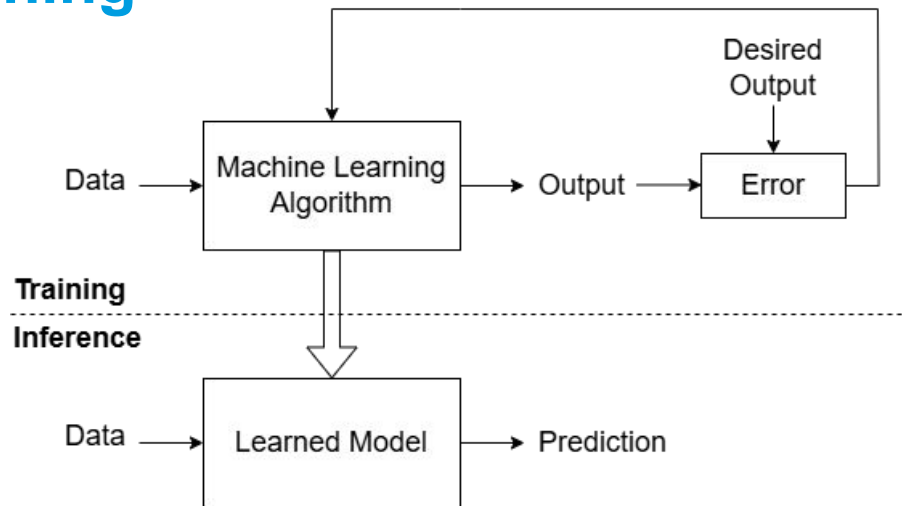 Desired
Output
Machine Learning
Algorithm
Data
Output
Error
Training
Inference
Data
Learned Model
Prediction